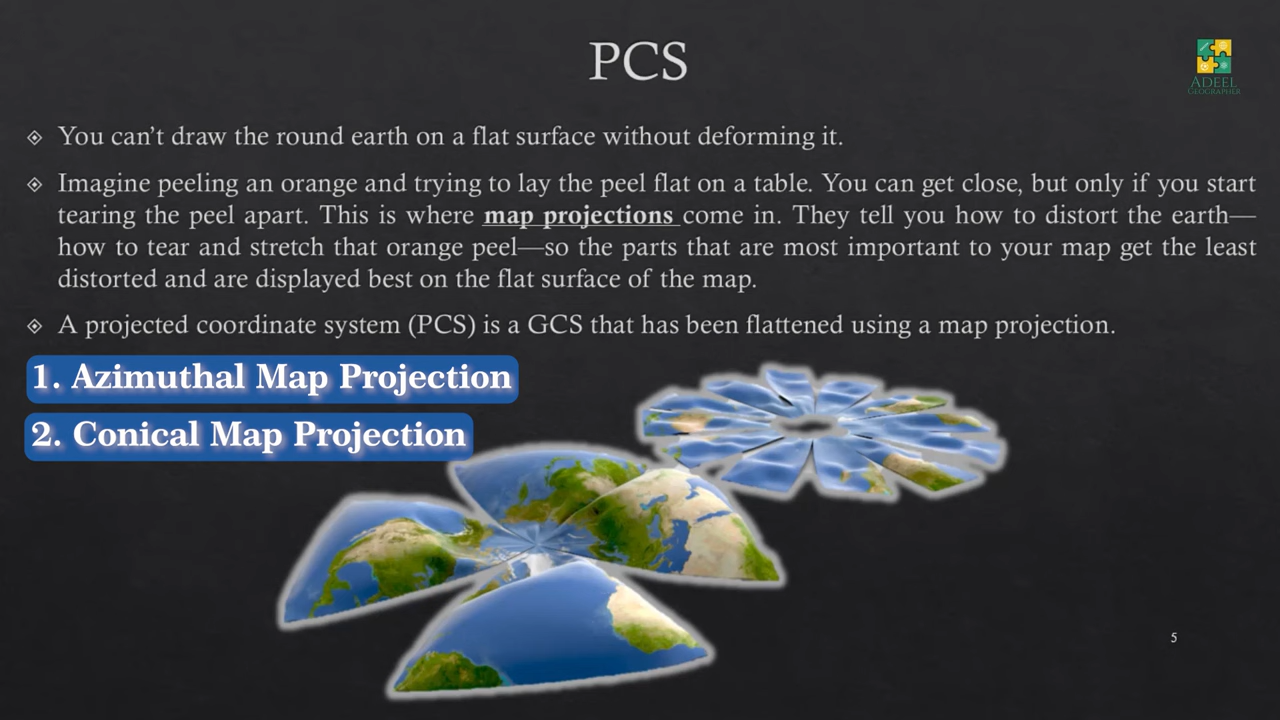 PCS
ADEEL
GEOGRAPHER
You can’t draw the round earth on a flat surface without deforming it.
Imagine peeling an orange and trying to lay the peel flat on a table. You can get close, but only if you start
tearing the peel apart. This is where map projections come in. They tell you how to distort the earth—
how to tear and stretch that orange peel—so the parts that are most important to your map get the least
distorted and are displayed best on the flat surface of the map.
A projected coordinate system (PCS) is a GCS that has been flattened using a map projection.
1. Azimuthal Map Projection
2. Conical Map Projection
5